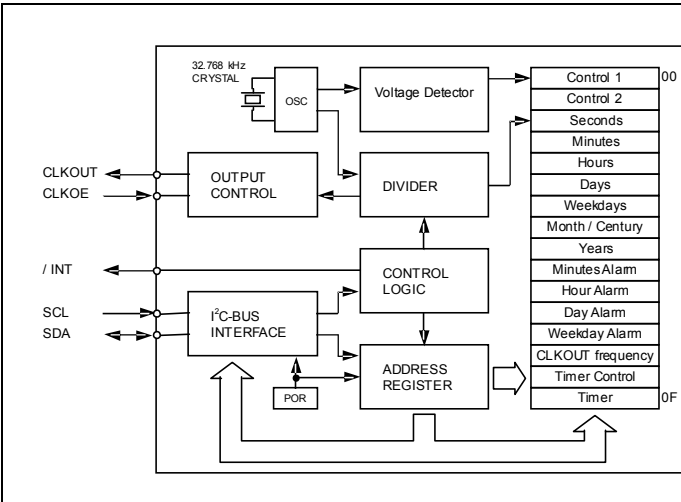 32.768 kHz
CRYSTAL
OSC
Voltage Detector
Control 1
00
Control 2
Seconds
Minutes
Hours
Days
Weekdays
Month / Century
Years
MinutesAlarm
Hour Alarm
Day Alarm
Weekday Alarm
CLKOUT frequency
Timer Control
Timer
0F
CLKOUT
CLKOE
OUTPUT
CONTROL
DIVIDER
/ INT
CONTROL
LOGIC
SCL
SDA
I²C-BUS
INTERFACE
ADDRESS
REGISTER
POR